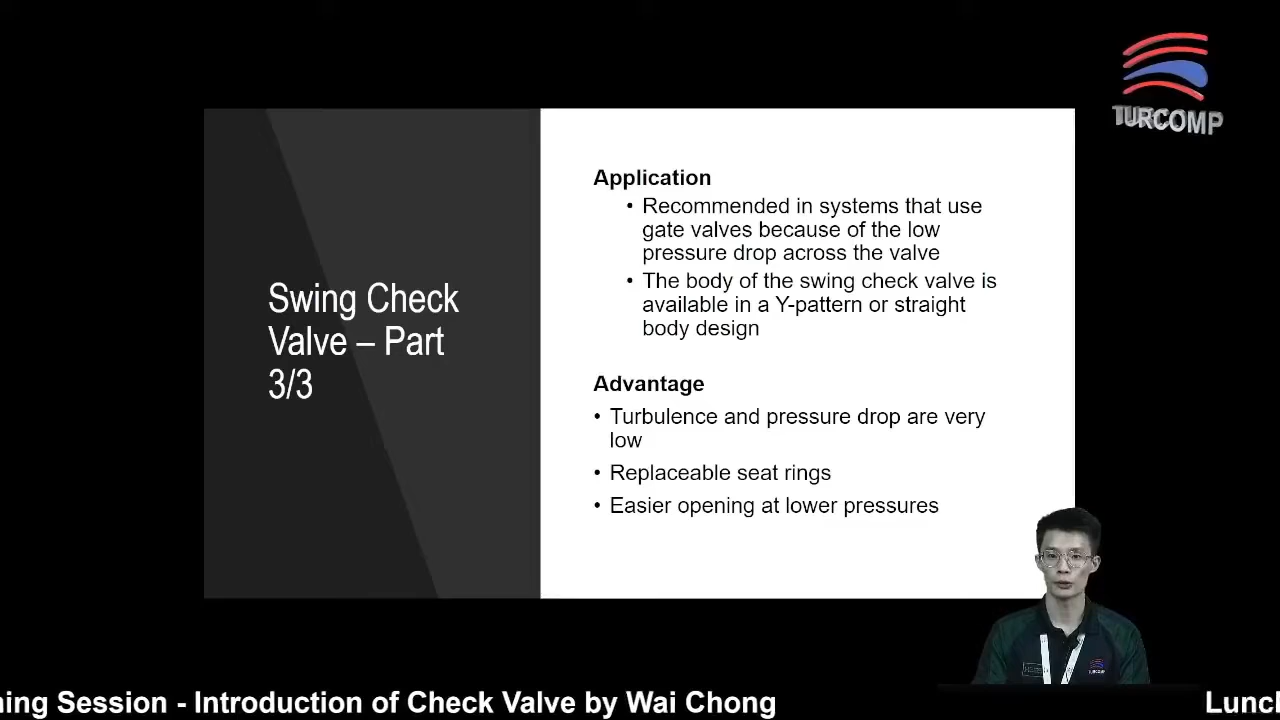 TURCOMP
Application
• Recommended in systems that use
gate valves because of the low
pressure drop across the valve
• The body of the swing check valve is
available in a Y-pattern or straight
body design
Swing Check
Valve – Part
3/3
Advantage
• Turbulence and pressure drop are very
low
• Replaceable seat rings
• Easier opening at lower pressures
TURCOMP
ning Session - Introduction of Check Valve by Wai Chong
Lunch